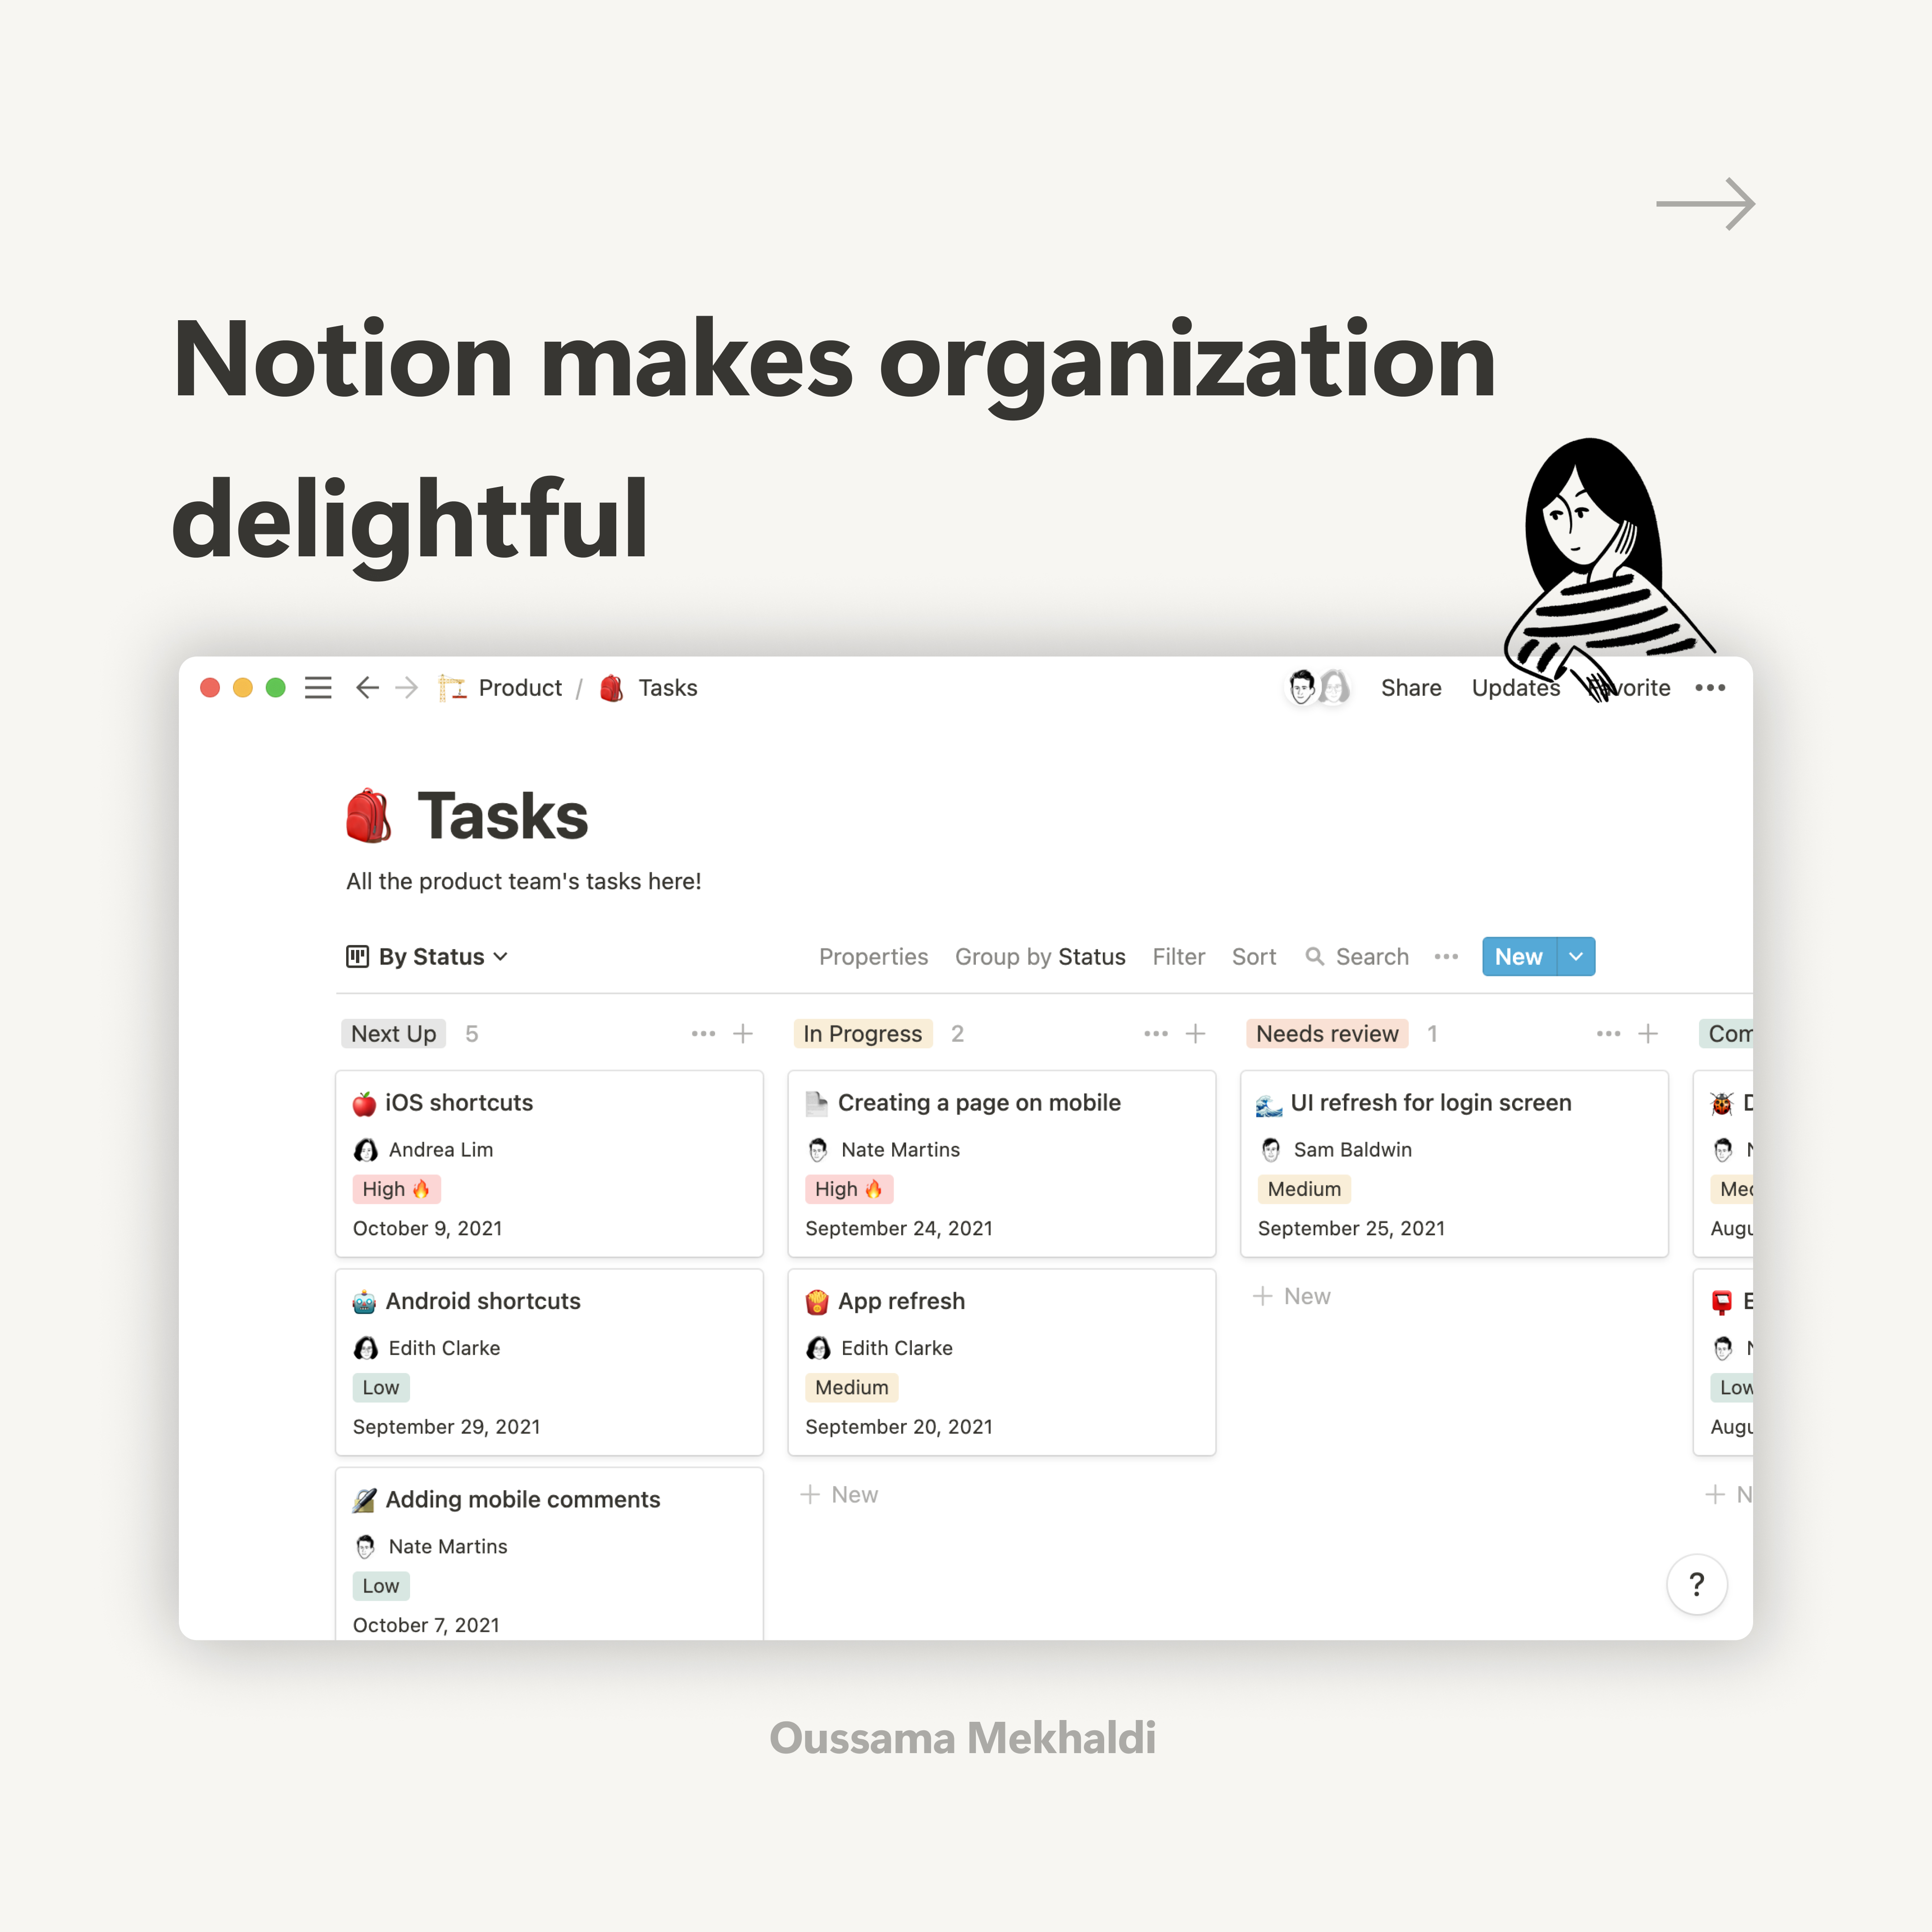 Notion makes organization
delightful
Product / Tasks
Share Updates Favorite
Tasks
All the product team's tasks here!
By Status
Properties Group by Status Filter Sort Search New
Next Up 5
iOS shortcuts
Andrea Lim
High
October 9, 2021
Android shortcuts
Edith Clarke
Low
September 29, 2021
Adding mobile comments
Nate Martins
Low
October 7, 2021
In Progress 2
Creating a page on mobile
Nate Martins
High
September 24, 2021
App refresh
Edith Clarke
Medium
September 20, 2021
+ New
Needs review 1
UI refresh for login screen
Sam Baldwin
Medium
September 25, 2021
+ New
Com
D
N
Med
Augu
E
N
Low
Augu
+ N
?
Oussama Mekhaldi